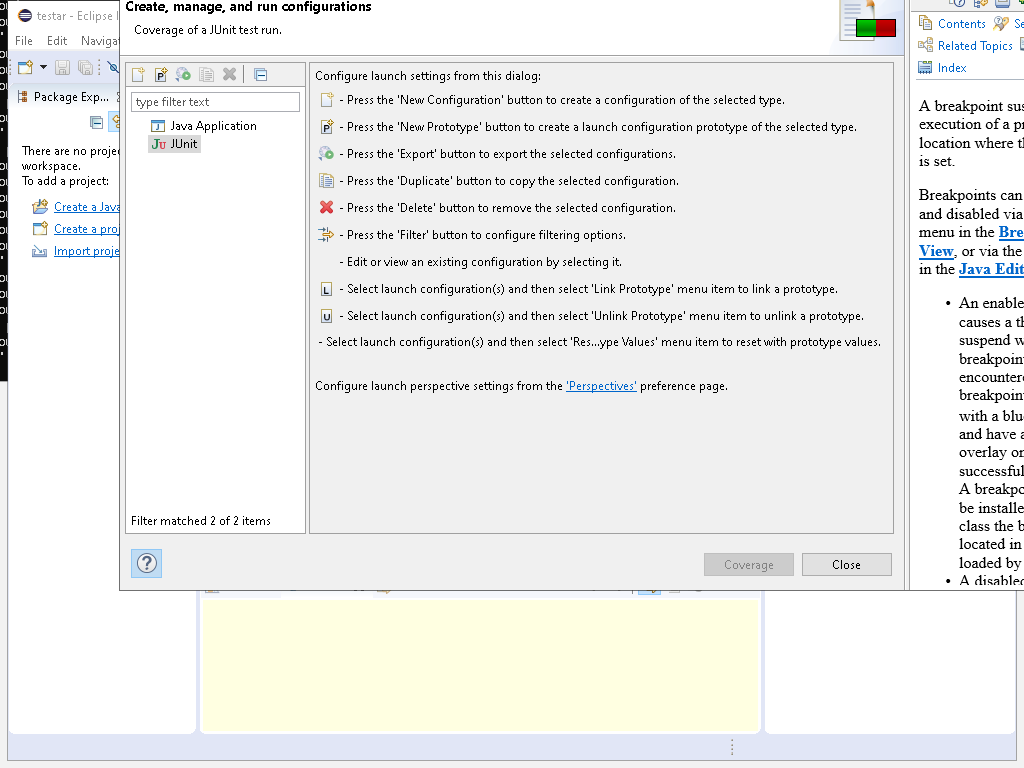 testar - Eclipse I
File Edit Naviga
Package Exp...
There are no proje
workspace.
To add a project:
Create a Java
Create a proj
Import proje
Create, manage, and run configurations
Coverage of a JUnit test run.
type filter text
Java Application
JUnit
Filter matched 2 of 2 items
Configure launch settings from this dialog:
- Press the 'New Configuration' button to create a configuration of the selected type.
- Press the 'New Prototype' button to create a launch configuration prototype of the selected type.
- Press the 'Export' button to export the selected configurations.
- Press the 'Duplicate' button to copy the selected configuration.
- Press the 'Delete' button to remove the selected configuration.
- Press the 'Filter' button to configure filtering options.
- Edit or view an existing configuration by selecting it.
- Select launch configuration(s) and then select 'Link Prototype' menu item to link a prototype.
- Select launch configuration(s) and then select 'Unlink Prototype' menu item to unlink a prototype.
- Select launch configuration(s) and then select 'Res...ype Values' menu item to reset with prototype values.
Configure launch perspective settings from the 'Perspectives' preference page.
Coverage Close
Contents Se
Related Topics
Index
A breakpoint sus
execution of a pr
location where th
is set.
Breakpoints can
and disabled via
menu in the Bre
View, or via the
in the Java Edit
• An enable
causes a th
suspend w
breakpoint
encountere
breakpoint
with a blu
and have a
overlay on
successful
A breakpo
be installe
class the b
located in
loaded by
• A disabled